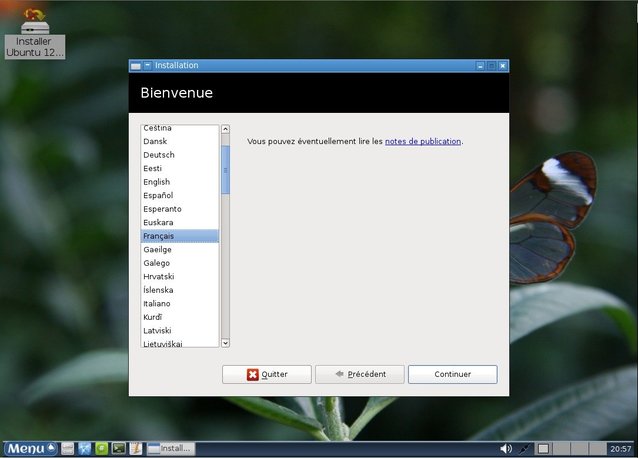 Installer
Ubuntu 12...
Installation
Bienvenue
Čeština
Dansk
Deutsch
Eesti
English
Español
Esperanto
Euskara
Français
Gaeilge
Galego
Hrvatski
Íslenska
Italiano
Kurdî
Latviski
Lietuviškai
Vous pouvez éventuellement lire les notes de publication.
Quitter
Précédent
Continuer
Menu
Install...
20:57